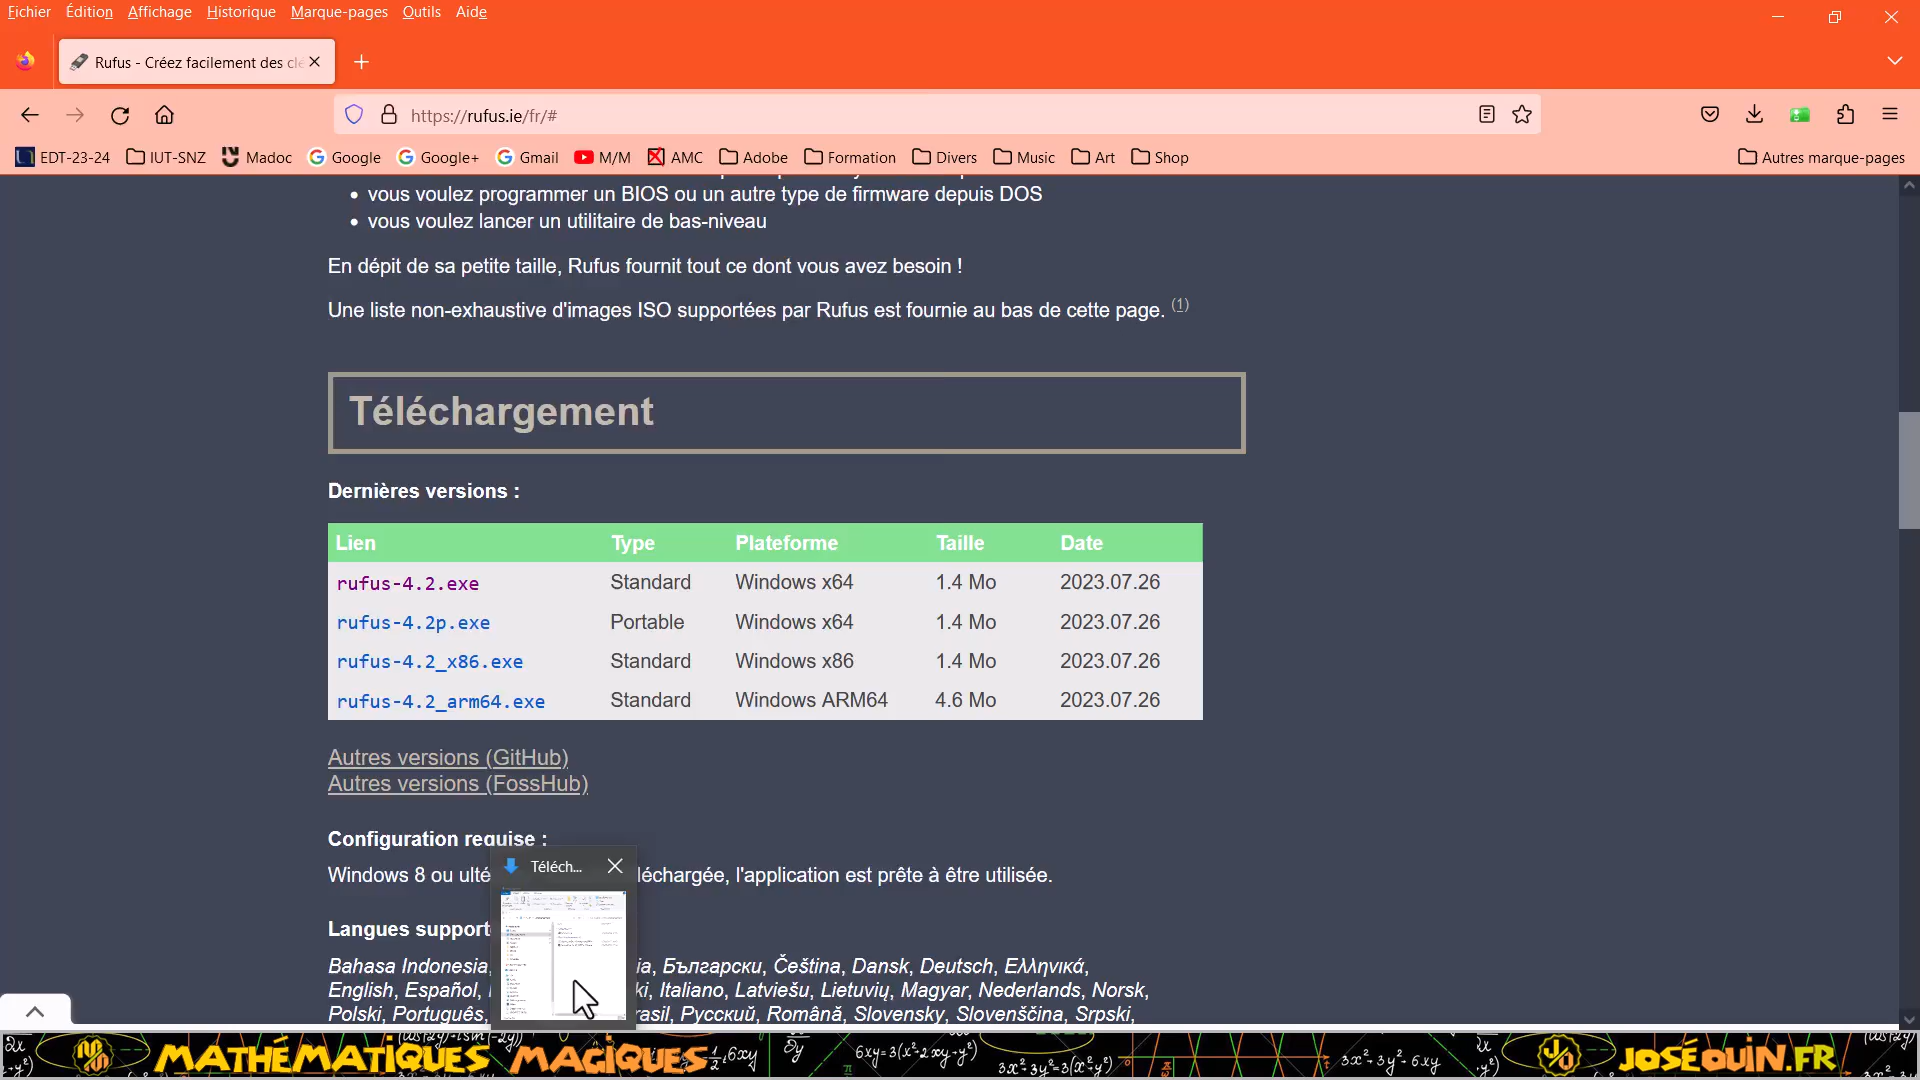 Fichier Édition Affichage Historique Marque-pages Outils Aide
Rufus - Créez facilement des clé
https://rufus.ie/fr/#
EDT-23-24 IUT-SNZ Madoc Google Google+ Gmail M/M AMC Adobe Formation Divers Music Art Shop Autres marque-pages
vous voulez programmer un BIOS ou un autre type de firmware depuis DOS
vous voulez lancer un utilitaire de bas-niveau
En dépit de sa petite taille, Rufus fournit tout ce dont vous avez besoin !
Une liste non-exhaustive d'images ISO supportées par Rufus est fournie au bas de cette page. (1)
Téléchargement
Dernières versions :
Lien Type Plateforme Taille Date
rufus-4.2.exe Standard Windows x64 1.4 Mo 2023.07.26
rufus-4.2p.exe Portable Windows x64 1.4 Mo 2023.07.26
rufus-4.2_x86.exe Standard Windows x86 1.4 Mo 2023.07.26
rufus-4.2_arm64.exe Standard Windows ARM64 4.6 Mo 2023.07.26
Autres versions (GitHub)
Autres versions (FossHub)
Configuration requise :
Téléch...
Windows 8 ou ulté léchargée, l'application est prête à être utilisée.
Langues support
Bahasa Indonesia, ia, Български, Čeština, Dansk, Deutsch, Ελληνικά,
English, Español, ki, Italiano, Latviešu, Lietuvių, Magyar, Nederlands, Norsk,
Polski, Português, rasil, Русский, Română, Slovensky, Slovenščina, Srpski,
MATHÉMATIQUES MAGIQUES JOSÉOUIN.FR